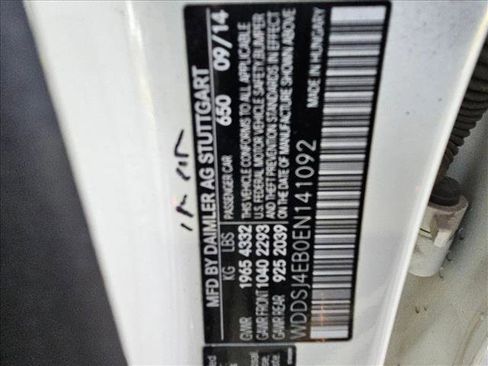 MFD BY DAIMLER AG STUTTGART
PASSENGER CAR 650 09/14
KG LBS
GVWR 1965 4332
GAWR FRONT 1040 2293
GAWR REAR 925 2039
THIS VEHICLE CONFORMS TO ALL APPLICABLE
U.S. FEDERAL MOTOR VEHICLE SAFETY, BUMPER
AND THEFT PREVENTION STANDARDS IN EFFECT
ON THE DATE OF MANUFACTURE SHOWN ABOVE
WDDSJ4EB0EN141092
MADE IN HUNGARY